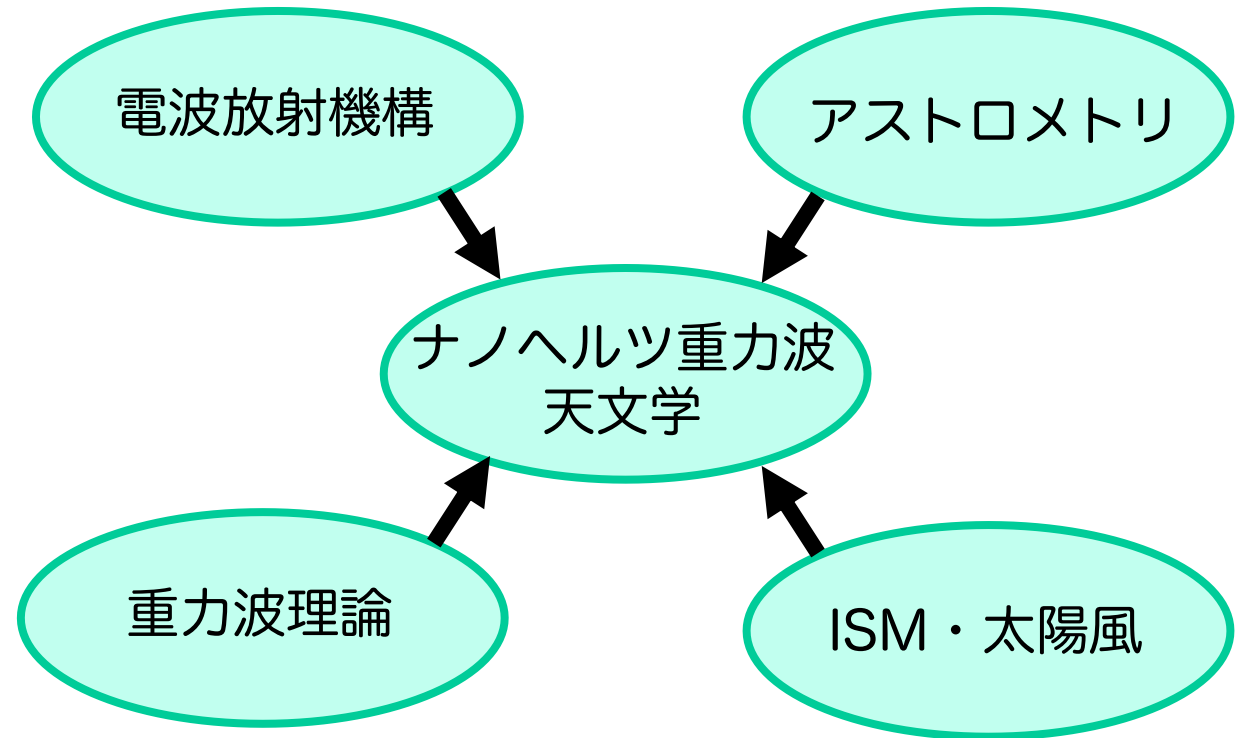 電波放射機構
アストロメトリ
ナノヘルツ重力波
天文学
重力波理論
ISM・太陽風